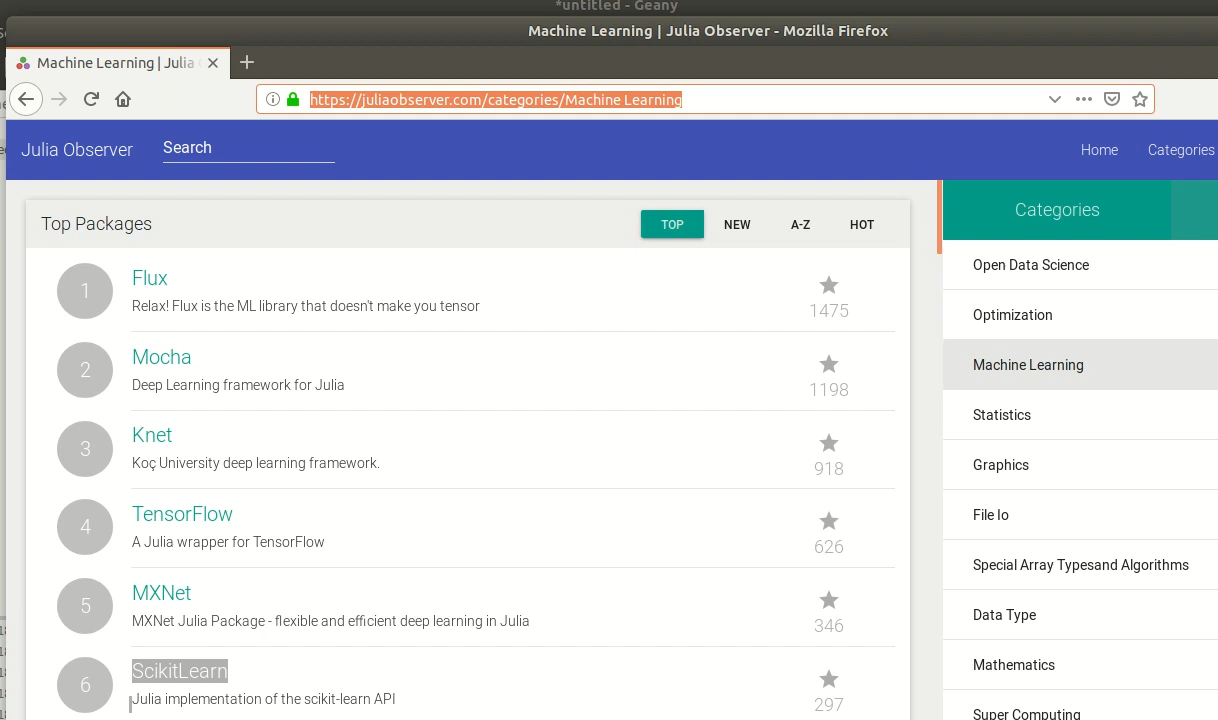 *untitled - Geany
Machine Learning | Julia Observer - Mozilla Firefox
Machine Learning | Julia
https://juliaobserver.com/categories/Machine Learning
Julia Observer
Search
Home
Categories
Top Packages
TOP
NEW
A-Z
HOT
1
Flux
Relax! Flux is the ML library that doesn't make you tensor
1475
2
Mocha
Deep Learning framework for Julia
1198
3
Knet
Koç University deep learning framework.
918
4
TensorFlow
A Julia wrapper for TensorFlow
626
5
MXNet
MXNet Julia Package - flexible and efficient deep learning in Julia
346
6
ScikitLearn
Julia implementation of the scikit-learn API
297
Categories
Open Data Science
Optimization
Machine Learning
Statistics
Graphics
File Io
Special Array Typesand Algorithms
Data Type
Mathematics
Super Computing